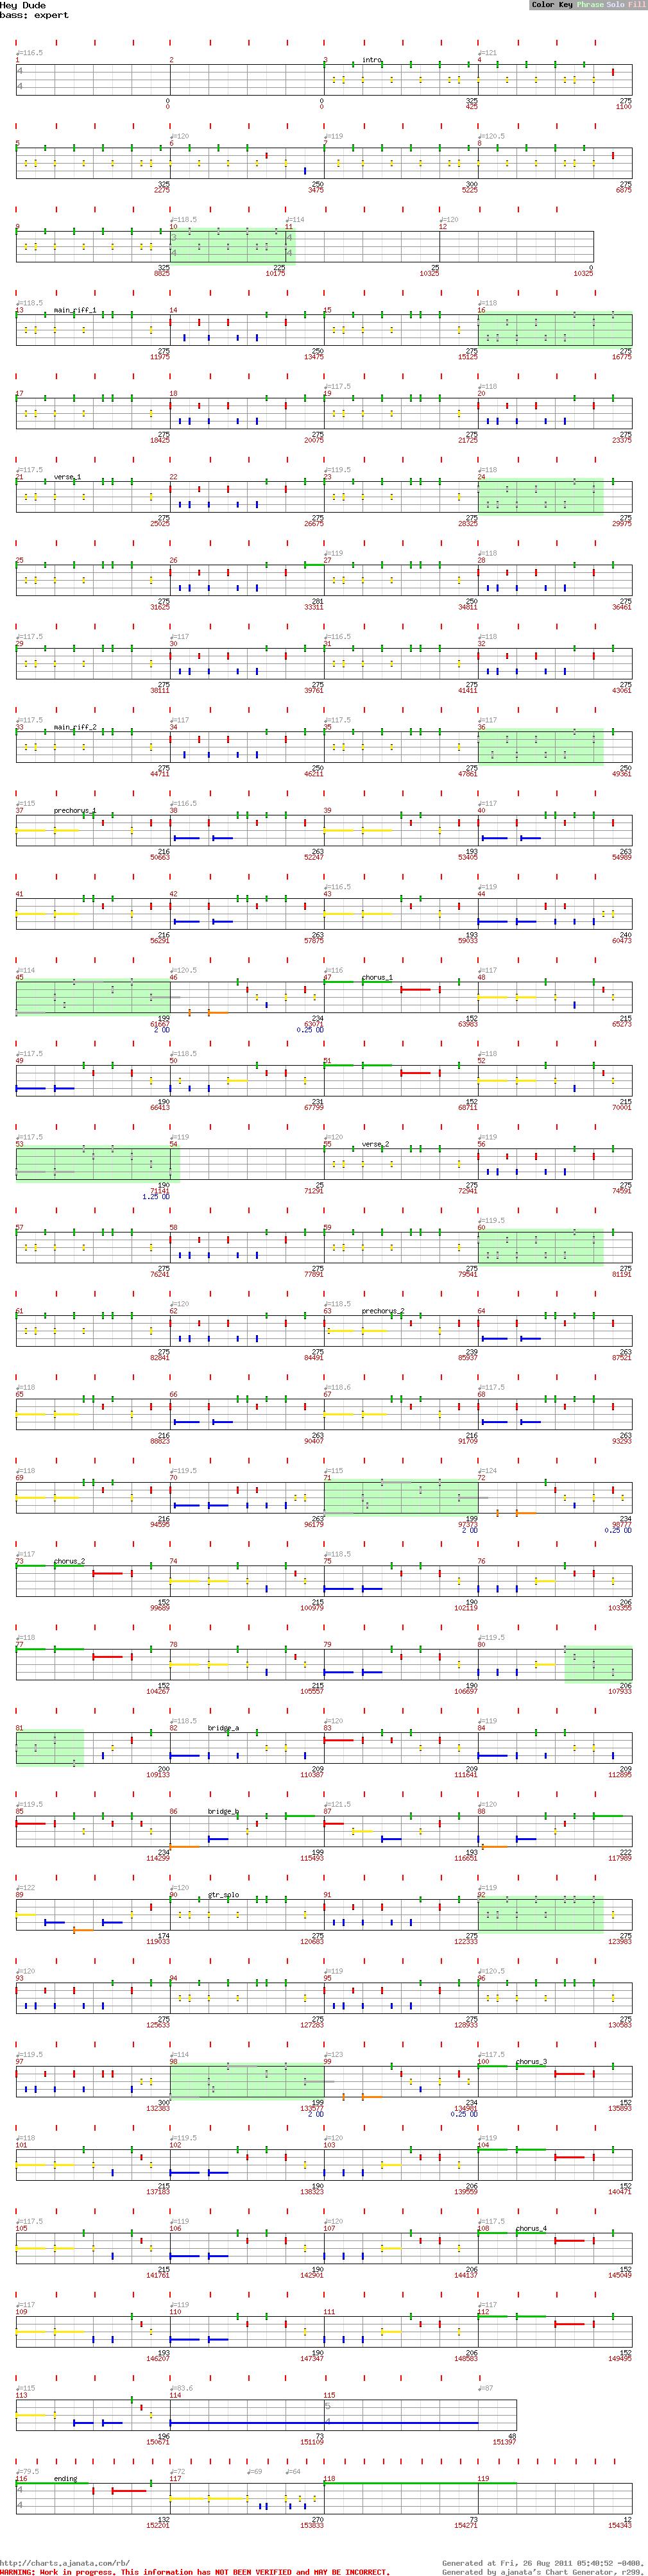 Hey Dude
bass: expert
Color Key Phrase Solo Fill
♩=116.5 ♩=121
1 2 3 intro 4
4
4
0 0 325 275
0 0 425 1100
♩=120 ♩=119 ♩=120.5
5 6 7 8
325 250 300 275
2275 3475 5225 6875
♩=118.5 ♩=114 ♩=120
9 10 11 12
3 4
4 4
325 225 25 0
8825 10175 10325 10325
♩=118.5 ♩=118
13 main_riff_1 14 15 16
275 250 275 275
11975 13475 15125 16775
♩=117.5 ♩=118
17 18 19 20
275 275 275 275
18425 20075 21725 23375
♩=117.5 ♩=119.5 ♩=118
21 verse_1 22 23 24
275 275 275 275
25025 26675 28325 29975
♩=119 ♩=118
25 26 27 28
275 281 250 275
31625 33311 34811 36461
♩=117.5 ♩=117 ♩=116.5 ♩=118
29 30 31 32
275 275 275 275
38111 39761 41411 43061
♩=117.5 ♩=117 ♩=117.5 ♩=117
33 main_riff_2 34 35 36
275 250 275 250
44711 46211 47861 49361
♩=115 ♩=116.5 ♩=117
37 prechorus_1 38 39 40
216 263 193 263
50663 52247 53405 54989
♩=116.5 ♩=119
41 42 43 44
216 263 193 240
56291 57875 59033 60473
♩=114 ♩=120.5 ♩=116 ♩=117
45 46 47 chorus_1 48
199 234 152 215
61667 63071 63983 65273
2 OD 0.25 OD
♩=117.5 ♩=118.5 ♩=118
49 50 51 52
190 231 152 215
66413 67799 68711 70001
♩=117.5 ♩=119 ♩=120 ♩=119
53 54 55 verse_2 56
190 25 275 275
71141 71291 72941 74591
1.25 OD
♩=119.5
57 58 59 60
275 275 275 275
76241 77891 79541 81191
♩=120 ♩=118.5
61 62 63 prechorus_2 64
275 275 239 263
82841 84491 85937 87521
♩=118 ♩=118.6 ♩=117.5
65 66 67 68
216 263 216 263
88823 90407 91709 93293
♩=118 ♩=119.5 ♩=115 ♩=124
69 70 71 72
216 263 199 234
94595 96179 97373 98777
2 OD 0.25 OD
♩=117 ♩=118.5
73 chorus_2 74 75 76
152 215 190 206
99689 100979 102119 103355
♩=118 ♩=119.5
77 78 79 80
152 215 190 206
104267 105557 106697 107933
♩=118.5 ♩=120 ♩=119
81 82 bridge_a 83 84
200 209 209 209
109133 110387 111641 112895
♩=119.5 ♩=121.5 ♩=120
85 86 bridge_b 87 88
234 199 193 222
114299 115493 116651 117989
♩=122 ♩=120 ♩=119
89 90 gtr_solo 91 92
174 275 275 275
119033 120683 122333 123983
♩=120 ♩=119 ♩=120.5
93 94 95 96
275 275 275 275
125633 127283 128933 130583
♩=119.5 ♩=114 ♩=123 ♩=117.5
97 98 99 100 chorus_3
300 199 234 152
132383 133577 134981 135893
2 OD 0.25 OD
♩=118 ♩=119.5 ♩=120 ♩=119
101 102 103 104
215 190 206 152
137183 138323 139559 140471
♩=117.5 ♩=119 ♩=120 ♩=117.5
105 106 107 108 chorus_4
215 190 206 152
141761 142901 144137 145049
♩=117 ♩=119 ♩=117
109 110 111 112
193 190 206 152
146207 147347 148583 149495
♩=115 ♩=83.6 ♩=87
113 114 115
5
4
196 73 48
150671 151109 151397
♩=79.5 ♩=72 ♩=69 ♩=64
116 ending 117 118 119
4
4
132 270 73 12
152201 153833 154271 154343
http://charts.ajanata.com/rb/ Generated at Fri, 26 Aug 2011 05:40:52 -0400.
WARNING: Work in progress. This information has NOT BEEN VERIFIED and MAY BE INCORRECT. Generated by ajanata's Chart Generator, r299.